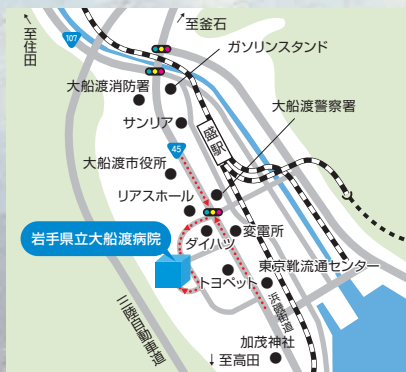 至釜石
至住田
107
ガソリンスタンド
大船渡消防署
大船渡警察署
サンリア
盛駅
45
大船渡市役所
リアスホール
岩手県立大船渡病院
ダイハツ
変電所
トヨペット
東京靴流通センター
浜街道
三陸自動車道
加茂神社
至高田